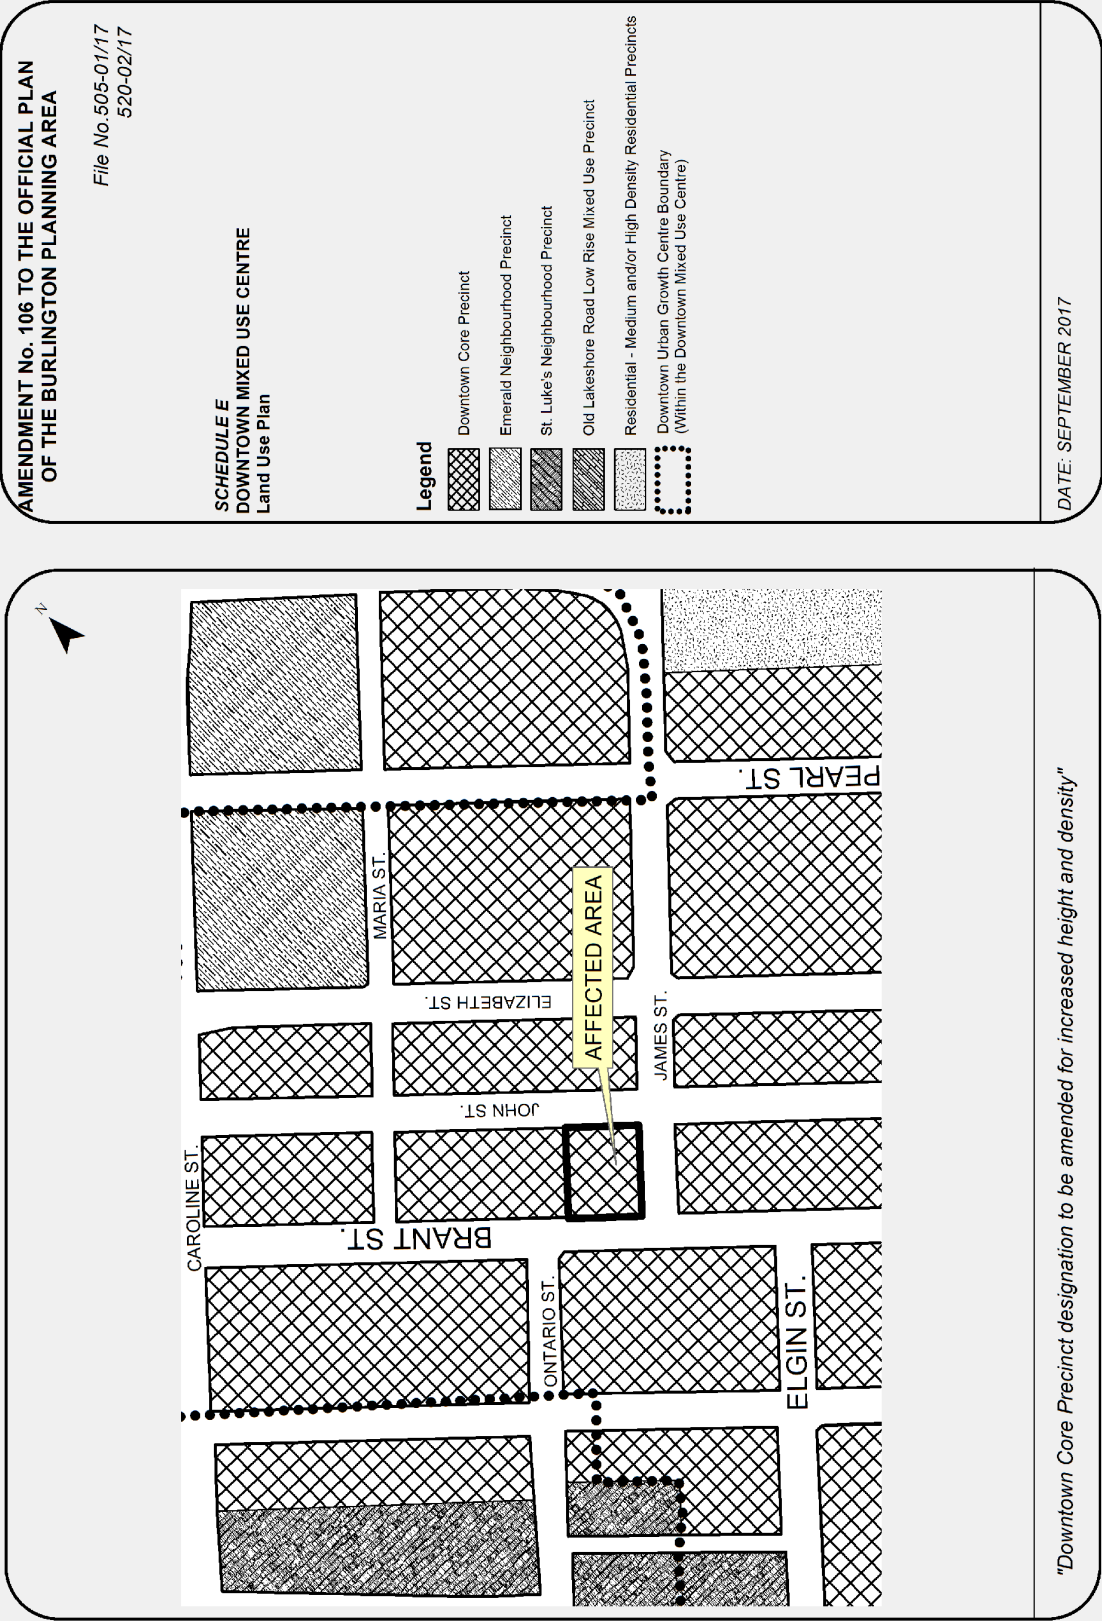 AMENDMENT No. 106 TO THE OFFICIAL PLAN
OF THE BURLINGTON PLANNING AREA
File No.505-01/17
520-02/17
SCHEDULE E
DOWNTOWN MIXED USE CENTRE
Land Use Plan
Legend
Downtown Core Precinct
Emerald Neighbourhood Precinct
St. Luke's Neighbourhood Precinct
Old Lakeshore Road Low Rise Mixed Use Precinct
Residential - Medium and/or High Density Residential Precincts
Downtown Urban Growth Centre Boundary
(Within the Downtown Mixed Use Centre)
DATE: SEPTEMBER 2017
N
CAROLINE ST.
MARIA ST.
BRANT ST.
JOHN ST.
ELIZABETH ST.
ONTARIO ST.
AFFECTED AREA
JAMES ST.
PEARL ST.
ELGIN ST.
"Downtown Core Precinct designation to be amended for increased height and density"